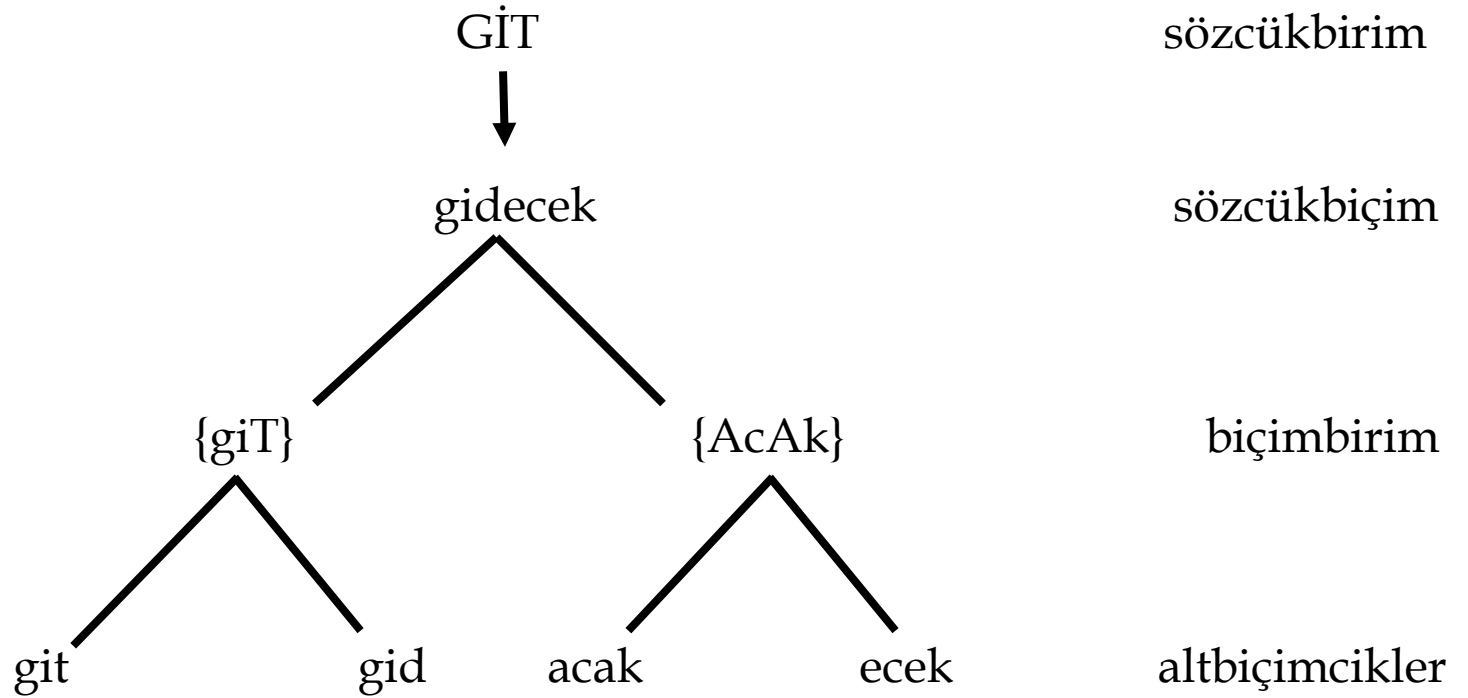 GİT sözcükbirim
gidecek sözcükbiçim
{giT} {AcAk} biçimbirim
git gid acak ecek altbiçimcikler